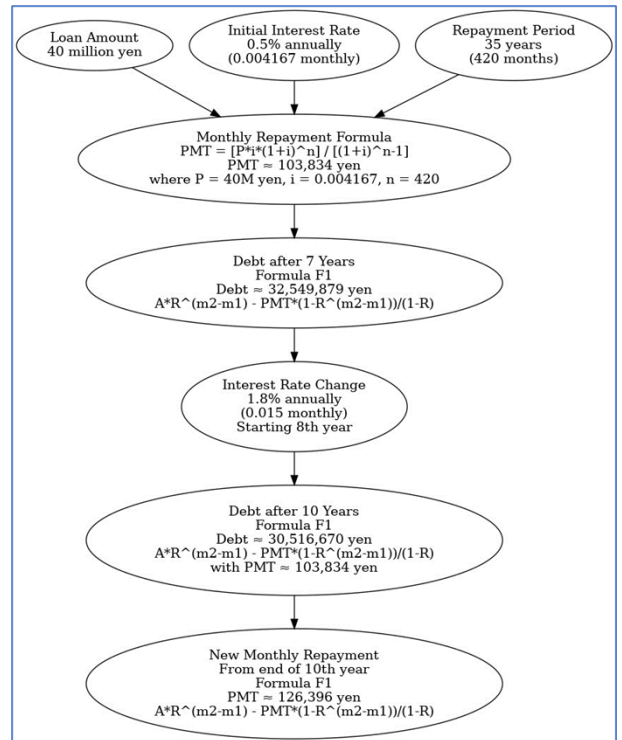 Loan Amount
40 million yen
Initial Interest Rate
0.5% annually
(0.004167 monthly)
Repayment Period
35 years
(420 months)
Monthly Repayment Formula
PMT = [P*i*(1+i)^n] / [(1+i)^n-1]
PMT ≈ 103,834 yen
where P = 40M yen, i = 0.004167, n = 420
Debt after 7 Years
Formula F1
Debt ≈ 32,549,879 yen
A*R^(m2-m1) - PMT*(1-R^(m2-m1))/(1-R)
Interest Rate Change
1.8% annually
(0.015 monthly)
Starting 8th year
Debt after 10 Years
Formula F1
Debt ≈ 30,516,670 yen
A*R^(m2-m1) - PMT*(1-R^(m2-m1))/(1-R)
with PMT ≈ 103,834 yen
New Monthly Repayment
From end of 10th year
Formula F1
PMT ≈ 126,396 yen
A*R^(m2-m1) - PMT*(1-R^(m2-m1))/(1-R)